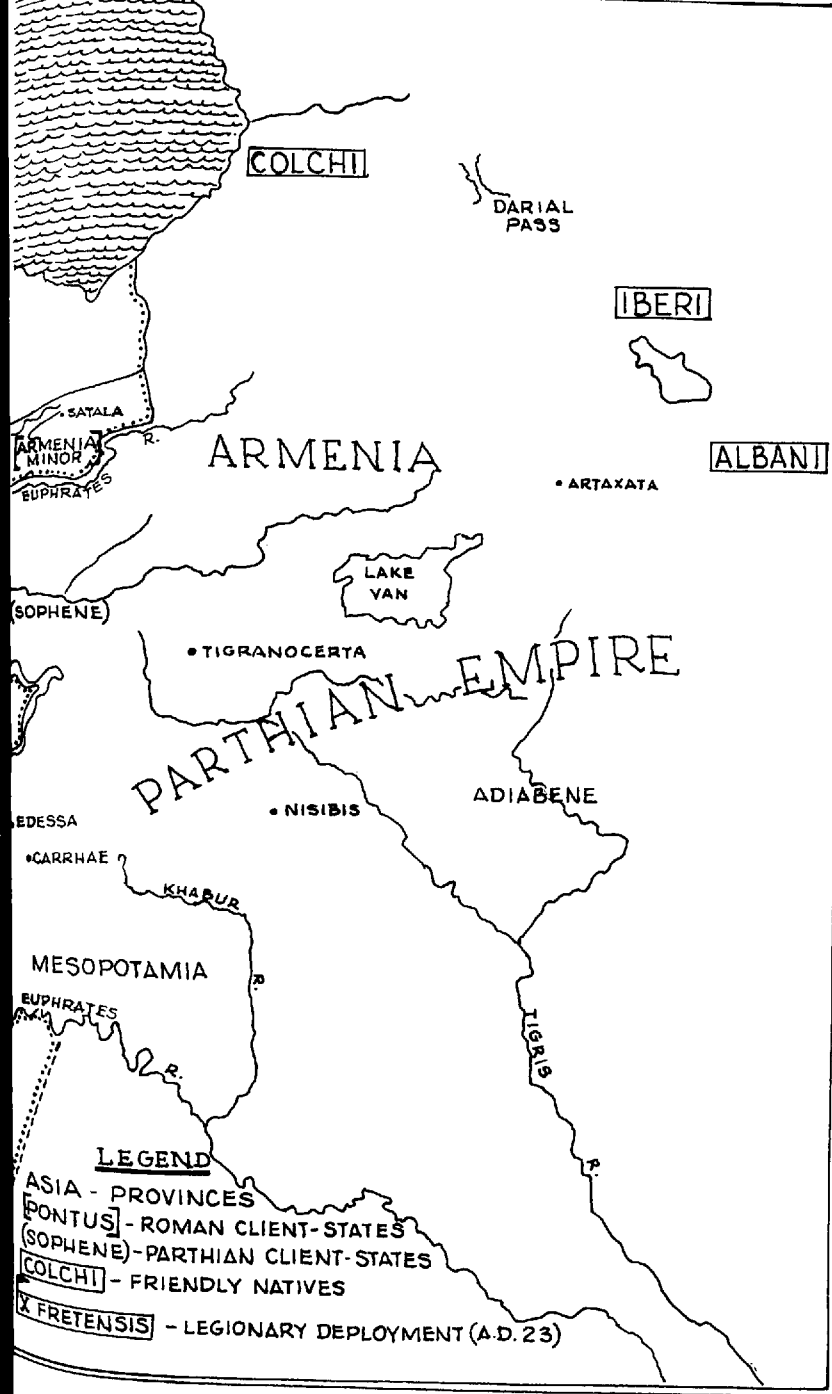 COLCHI
DARIAL
PASS
IBERI
SATALA
[ARMENIA
MINOR]
R.
EUPHRATES
ARMENIA
ALBANI
ARTAXATA
LAKE
VAN
(SOPHENE)
TIGRANOCERTA
PARTHIAN EMPIRE
ADIABENE
NISIBIS
EDESSA
CARRHAE
KHABUR
R.
MESOPOTAMIA
EUPHRATES
R.
TIGRIS
R.
LEGEND
ASIA - PROVINCES
[PONTUS] - ROMAN CLIENT-STATES
(SOPHENE) - PARTHIAN CLIENT-STATES
COLCHI - FRIENDLY NATIVES
X FRETENSIS - LEGIONARY DEPLOYMENT (A.D. 23)